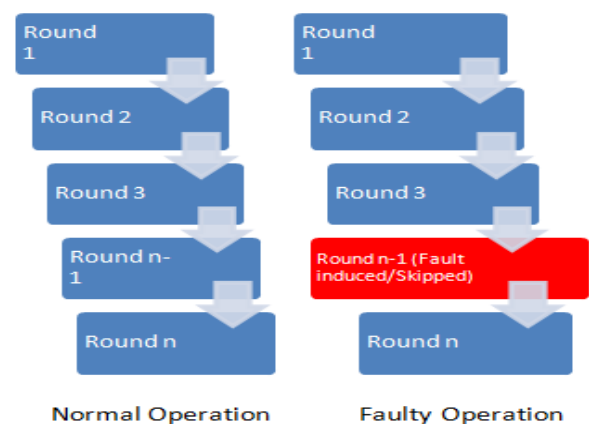 Round
1
Round 2
Round 3
Round n-
1
Round n
Normal Operation
Round
1
Round 2
Round 3
Round n-1 (Fault
induced/Skipped)
Round n
Faulty Operation